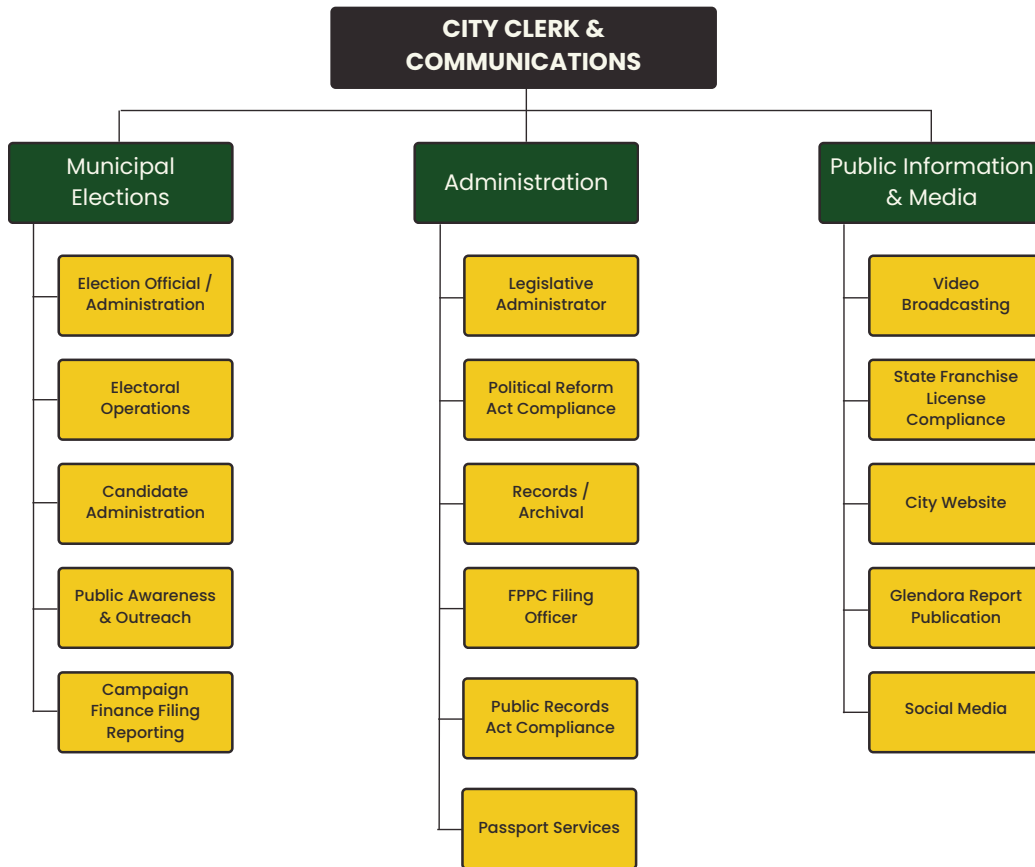 CITY CLERK &
COMMUNICATIONS
Municipal
Elections
Election Official /
Administration
Electoral
Operations
Candidate
Administration
Public Awareness
& Outreach
Campaign
Finance Filing
Reporting
Administration
Legislative
Administrator
Political Reform
Act Compliance
Records /
Archival
FPPC Filing
Officer
Public Records
Act Compliance
Passport Services
Public Information
& Media
Video
Broadcasting
State Franchise
License
Compliance
City Website
Glendora Report
Publication
Social Media